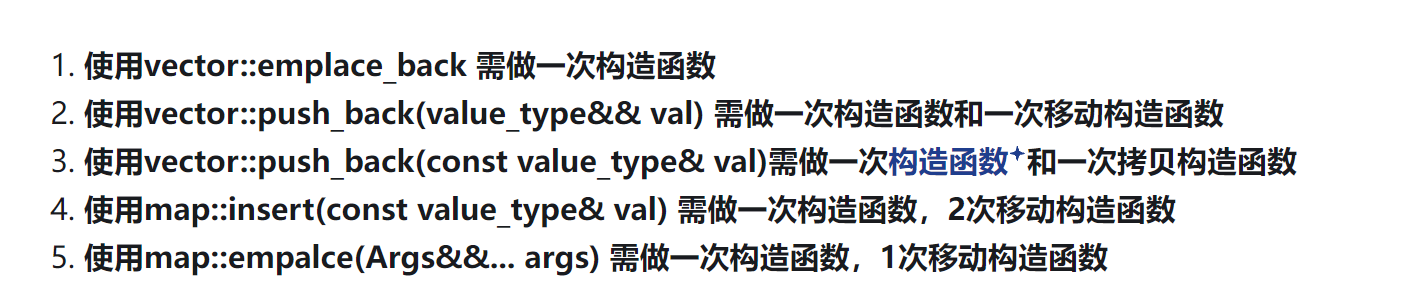 1. 使用vector::emplace_back 需做一次构造函数
2. 使用vector::push_back(value_type&& val) 需做一次构造函数和一次移动构造函数
3. 使用vector::push_back(const value_type& val)需做一次构造函数和一次拷贝构造函数
4. 使用map::insert(const value_type& val) 需做一次构造函数，2次移动构造函数
5. 使用map::empalce(Args&&... args) 需做一次构造函数，1次移动构造函数